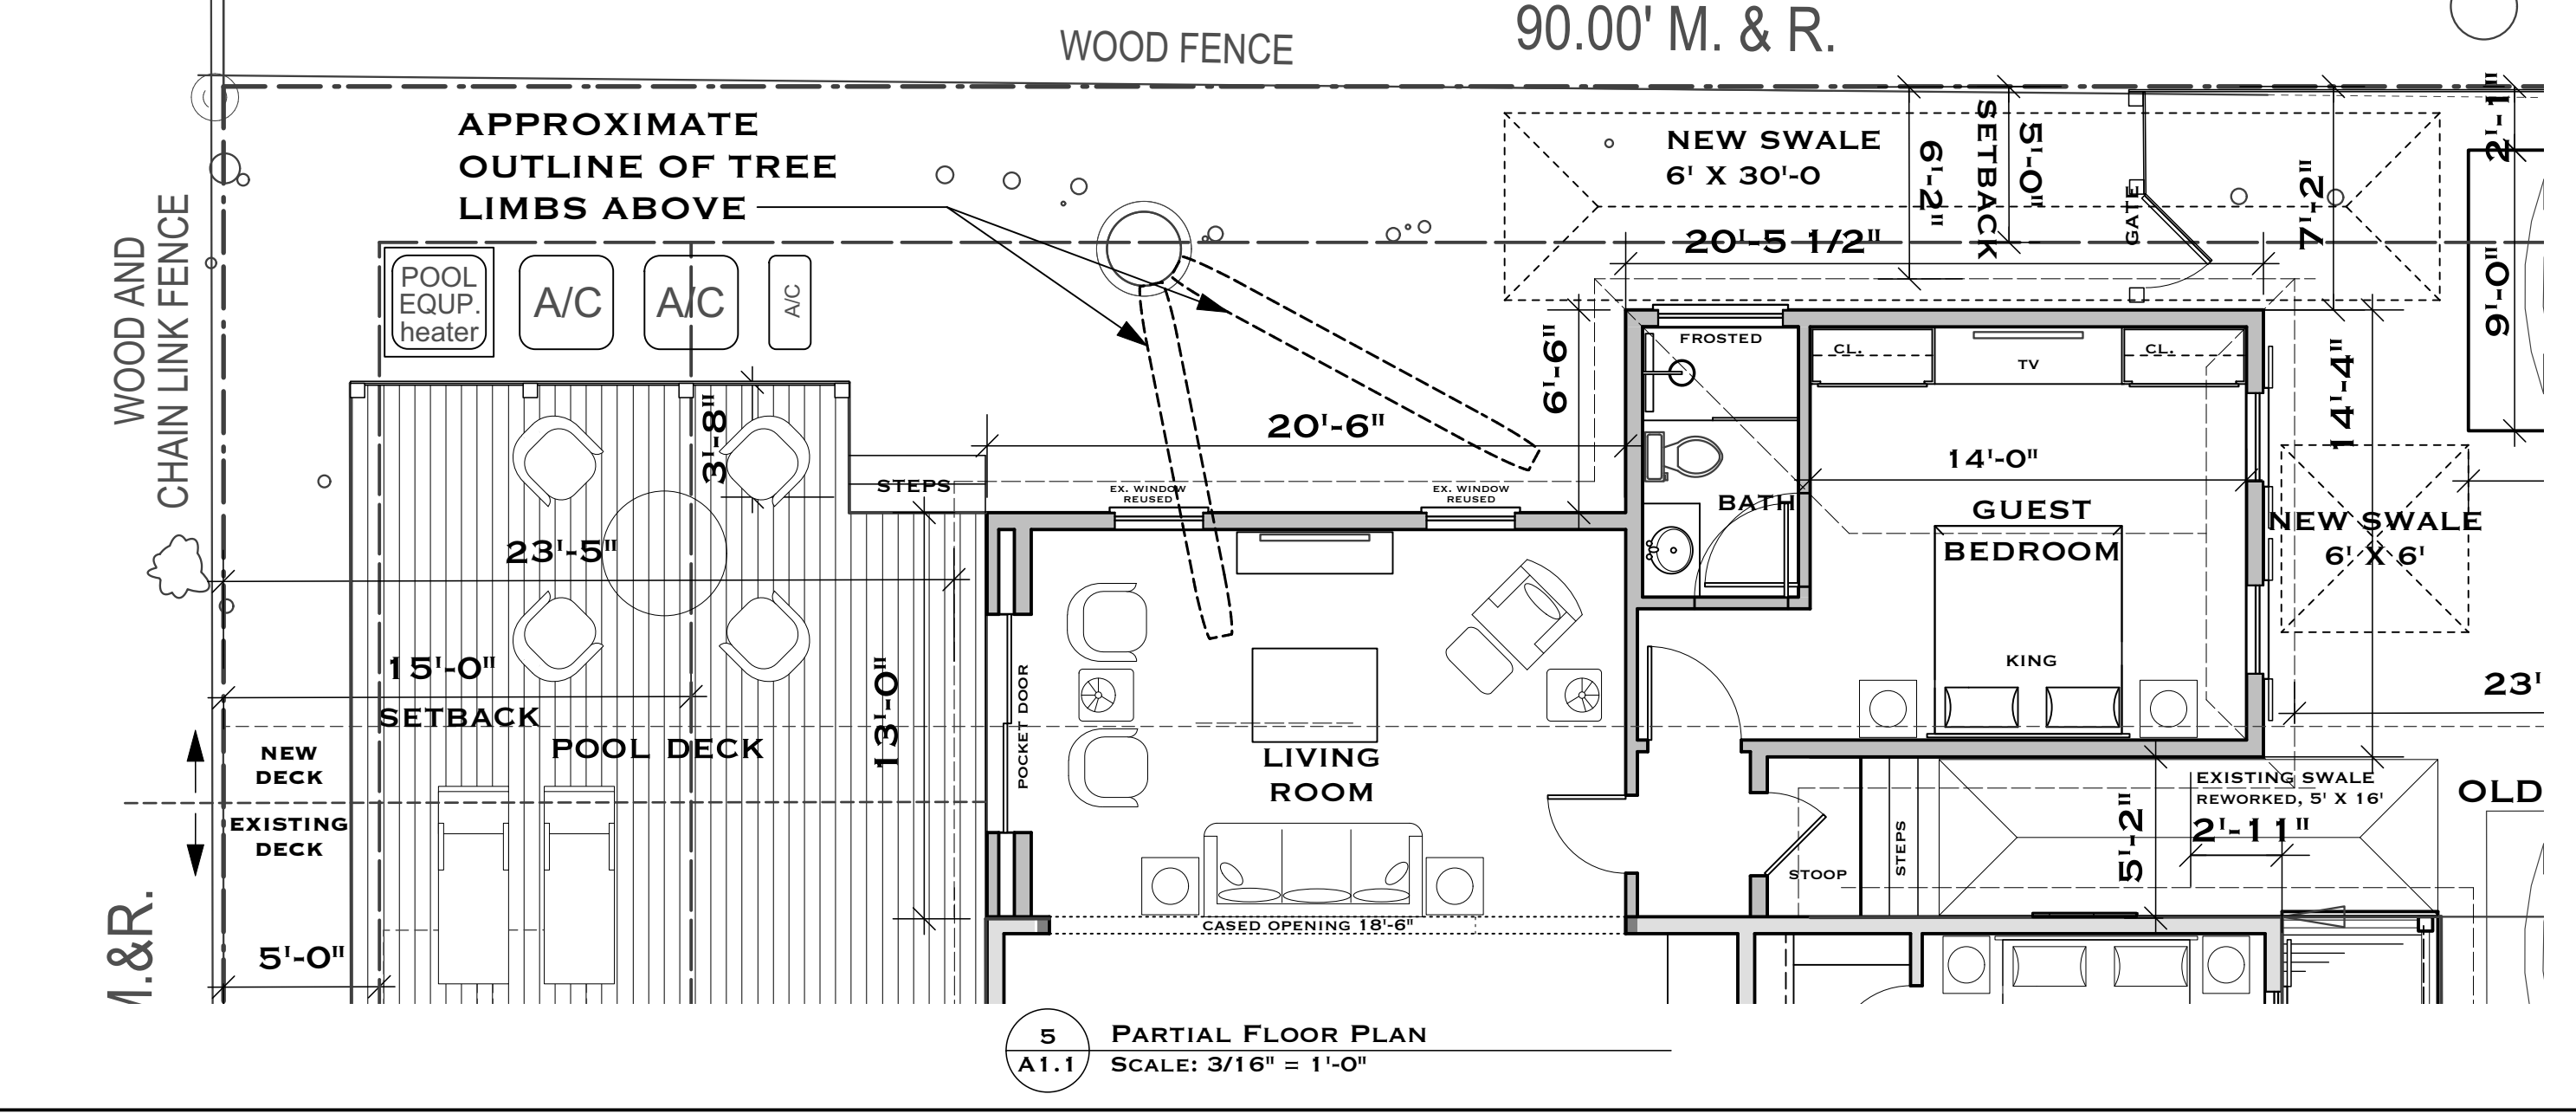 WOOD FENCE
90.00' M. & R.
APPROXIMATE
OUTLINE OF TREE
LIMBS ABOVE
NEW SWALE
6' X 30'-0
6'-2"
SETBACK
5'-0"
GATE
7'-2"
2'-1"
9'-0"
20'-5 1/2"
WOOD AND
CHAIN LINK FENCE
POOL
EQUP.
heater
A/C
A/C
A/C
3'-8"
STEPS
20'-6"
6'-6"
EX. WINDOW
REUSED
EX. WINDOW
REUSED
FROSTED
CL.
TV
CL.
14'-4"
14'-0"
BATH
GUEST
BEDROOM
KING
NEW SWALE
6' X 6'
23'-5"
15'-0"
SETBACK
POOL DECK
13'-0"
POCKET DOOR
LIVING
ROOM
23'
NEW
DECK
EXISTING
DECK
EXISTING SWALE
REWORKED, 5' X 16'
2'-11"
5'-2"
OLD
STOOP
STEPS
CASED OPENING 18'-6"
M.&R.
5'-0"
5
A1.1
PARTIAL FLOOR PLAN
SCALE: 3/16" = 1'-0"